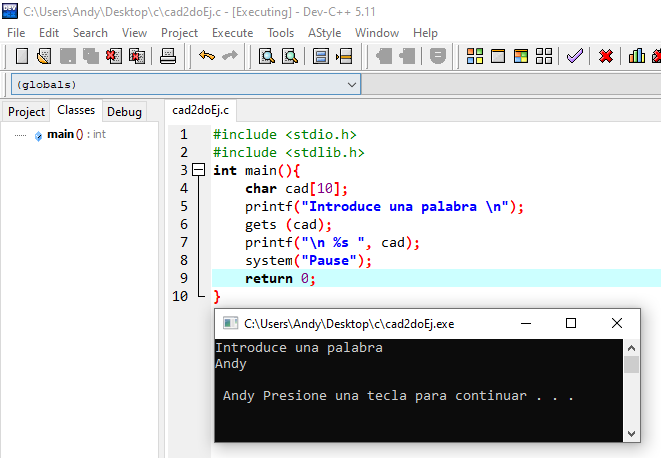 C:\Users\Andy\Desktop\c\cad2doEj.c - [Executing] - Dev-C++ 5.11
File Edit Search View Project Execute Tools AStyle Window Help
(globals)
Project Classes Debug
main () : int
cad2doEj.c
1 #include <stdio.h>
2 #include <stdlib.h>
3 int main(){
4 char cad[10];
5 printf("Introduce una palabra \n");
6 gets (cad);
7 printf("\n %s ", cad);
8 system("Pause");
9 return 0;
10 }
C:\Users\Andy\Desktop\c\cad2doEj.exe
Introduce una palabra
Andy
Andy Presione una tecla para continuar . . .